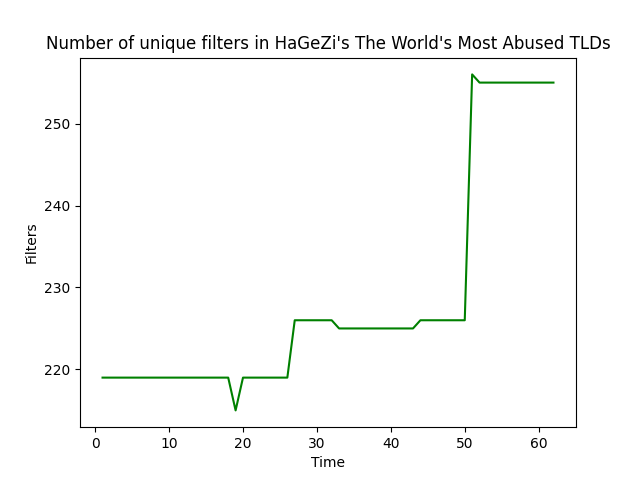 Number of unique filters in HaGeZi's The World's Most Abused TLDs
250
240
230
220
Filters
0 10 20 30 40 50 60
Time